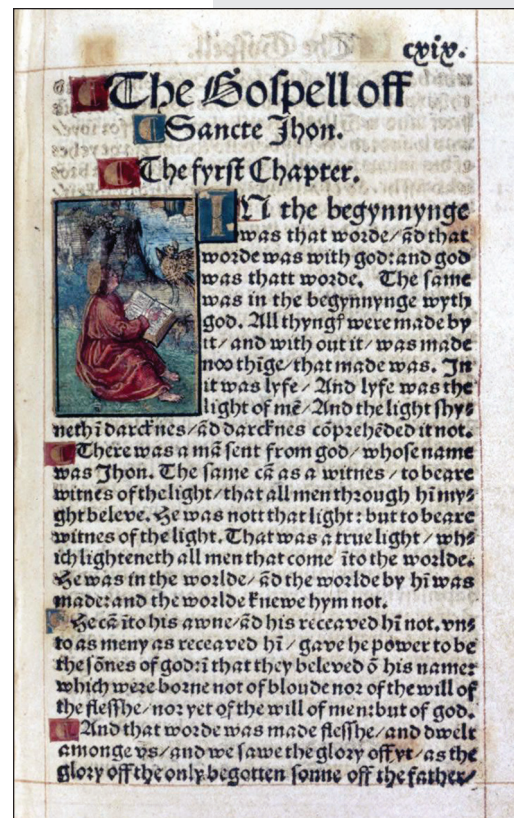 cxix.
The Gospell off
Sancte Jhon.
The fyrst Chapter.
IN the begynnynge
was that worde/ ād that
worde was with god: and god
was thatt worde. The same
was in the begynnynge wyth
god. All thyngꝭ were made by
it/ and with out it/ was made
noo thīge/ that made was. In
it was lyfe/ And lyfe was the
light of mē/ And the light shy⸗
neth ī darcknes/ ād darcknes cōprehēded it not.
There was a mā sent from god/ whose name
was Jhon. The same cā as a witnes/ to beare
witnes of the light/ that all men through hī my⸗
ght beleve. He was nott that light: but to beare
witnes of the light. That was a true light/ wh⸗
ich lighteneth all men that come īto the worlde.
He was in the worlde/ ād the worlde by hī was
made: and the worlde knewe hym not.
He cā īto his awne/ ād his receaved hī not. vn⸗
to as meny as receaved hī/ gave he power to be
the sōnes of god: ī that they beleved ō his name:
which were borne not of bloude nor of the will of
the flesshe/ nor yet of the will of men: but of god.
And that worde was made flesshe/ and dwelt
amonge vs/ and we sawe the glory off yt/ as the
glory off the only begotten sonne off the father/